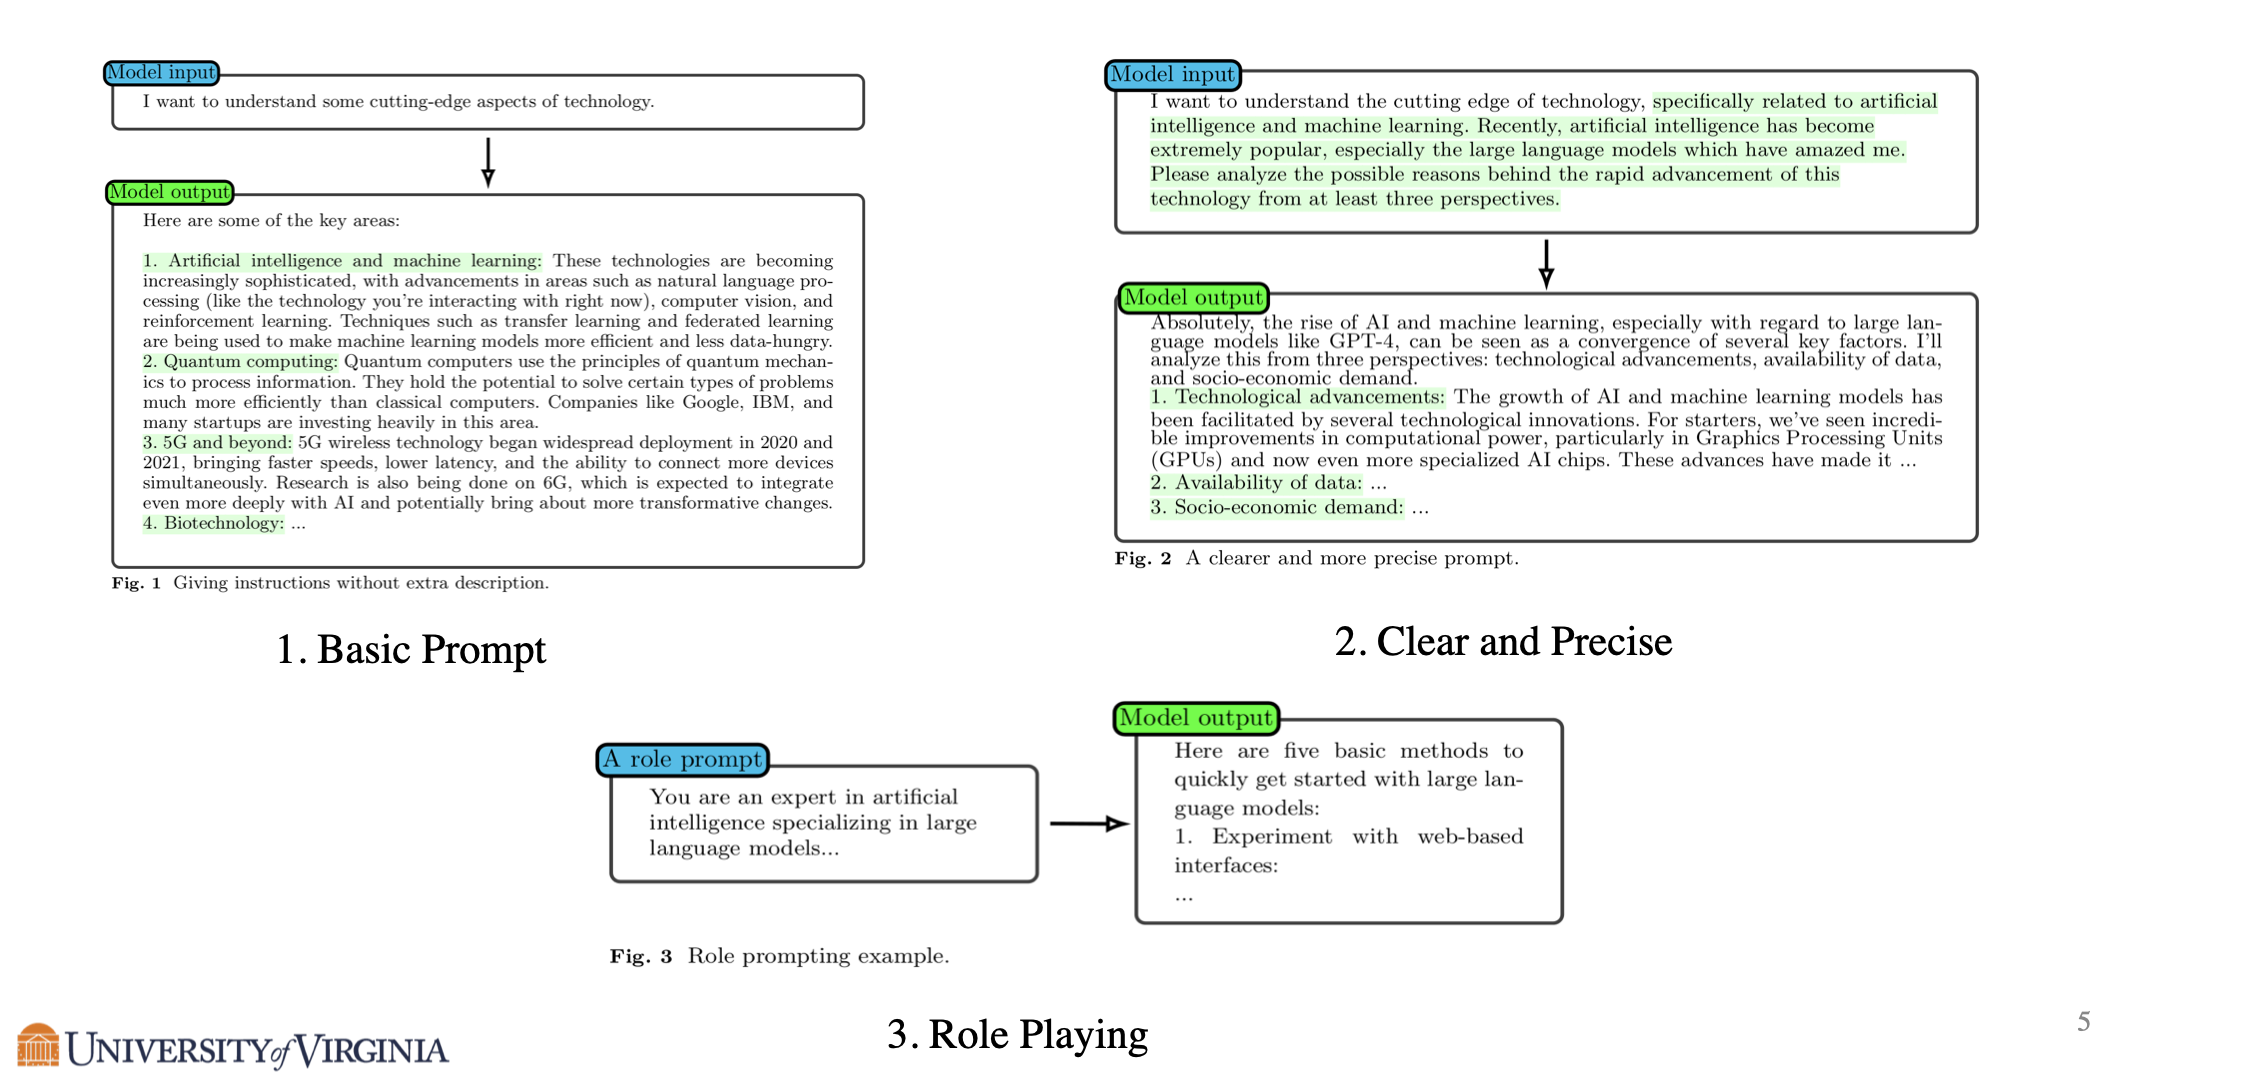 Model input
I want to understand some cutting-edge aspects of technology.
Model output
Here are some of the key areas:
1. Artificial intelligence and machine learning: These technologies are becoming
increasingly sophisticated, with advancements in areas such as natural language pro-
cessing (like the technology you're interacting with right now), computer vision, and
reinforcement learning. Techniques such as transfer learning and federated learning
are being used to make machine learning models more efficient and less data-hungry.
2. Quantum computing: Quantum computers use the principles of quantum mechan-
ics to process information. They hold the potential to solve certain types of problems
much more efficiently than classical computers. Companies like Google, IBM, and
many startups are investing heavily in this area.
3. 5G and beyond: 5G wireless technology began widespread deployment in 2020 and
2021, bringing faster speeds, lower latency, and the ability to connect more devices
simultaneously. Research is also being done on 6G, which is expected to integrate
even more deeply with AI and potentially bring about more transformative changes.
4. Biotechnology: ...
Fig. 1 Giving instructions without extra description.
1. Basic Prompt
Model input
I want to understand the cutting edge of technology, specifically related to artificial
intelligence and machine learning. Recently, artificial intelligence has become
extremely popular, especially the large language models which have amazed me.
Please analyze the possible reasons behind the rapid advancement of this
technology from at least three perspectives.
Model output
Absolutely, the rise of AI and machine learning, especially with regard to large lan-
guage models like GPT-4, can be seen as a convergence of several key factors. I'll
analyze this from three perspectives: technological advancements, availability of data,
and socio-economic demand.
1. Technological advancements: The growth of AI and machine learning models has
been facilitated by several technological innovations. For starters, we've seen incredi-
ble improvements in computational power, particularly in Graphics Processing Units
(GPUs) and now even more specialized AI chips. These advances have made it ...
2. Availability of data: ...
3. Socio-economic demand: ...
Fig. 2 A clearer and more precise prompt.
2. Clear and Precise
A role prompt
You are an expert in artificial
intelligence specializing in large
language models...
Model output
Here are five basic methods to
quickly get started with large lan-
guage models:
1. Experiment with web-based
interfaces:
...
Fig. 3 Role prompting example.
3. Role Playing
UNIVERSITY of VIRGINIA
5